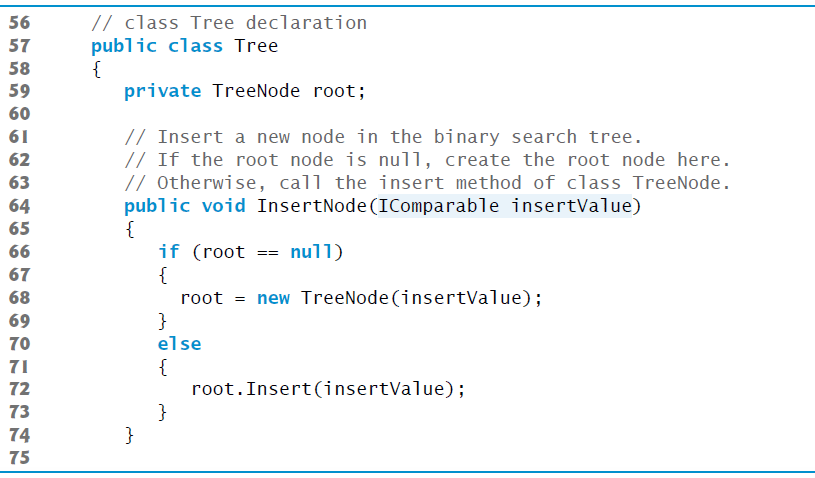 56 // class Tree declaration
57 public class Tree
58 {
59 private TreeNode root;
60
61 // Insert a new node in the binary search tree.
62 // If the root node is null, create the root node here.
63 // Otherwise, call the insert method of class TreeNode.
64 public void InsertNode(IComparable insertValue)
65 {
66 if (root == null)
67 {
68 root = new TreeNode(insertValue);
69 }
70 else
71 {
72 root.Insert(insertValue);
73 }
74 }
75